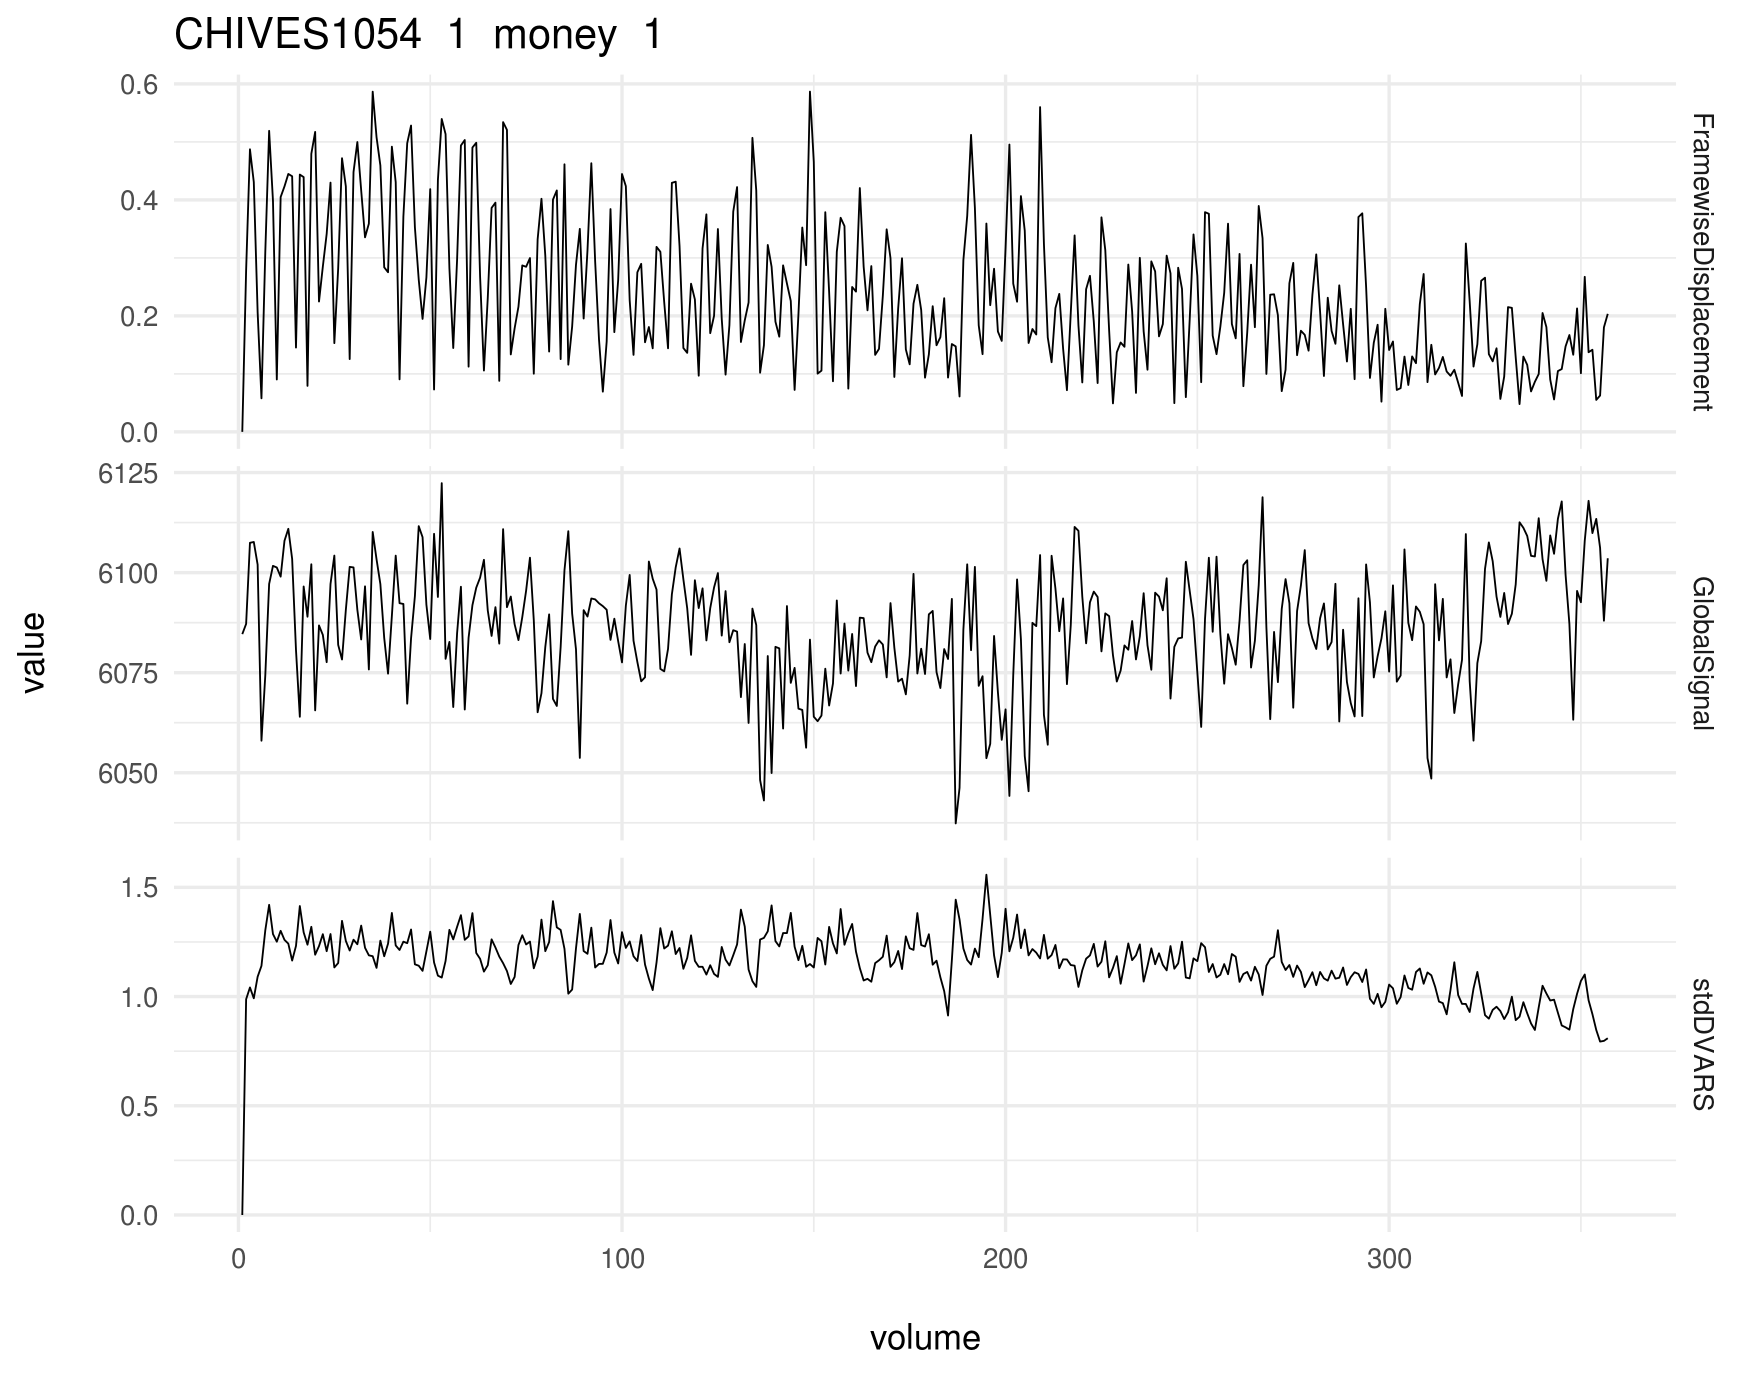 CHIVES1054 1 money 1
0.6
0.4
0.2
0.0
FramewiseDisplacement
6125
6100
6075
6050
GlobalSignal
1.5
1.0
0.5
0.0
stdDVARS
0 100 200 300
value
volume